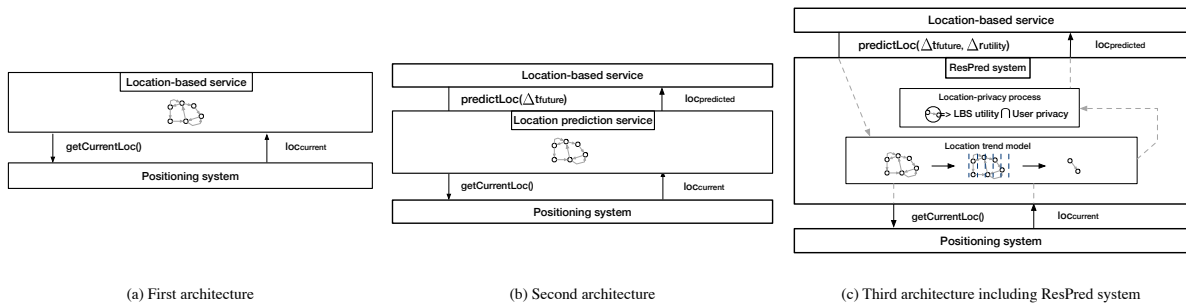 Location-based service
getCurrentLoc()
loccurrent
Positioning system
(a) First architecture
Location-based service
predictLoc(Δtfuture)
locpredicted
Location prediction service
getCurrentLoc()
loccurrent
Positioning system
(b) Second architecture
Location-based service
predictLoc(Δtfuture, Δrutility)
locpredicted
ResPred system
Location-privacy process
=> LBS utility ⋂ User privacy
Location trend model
getCurrentLoc()
loccurrent
Positioning system
(c) Third architecture including ResPred system